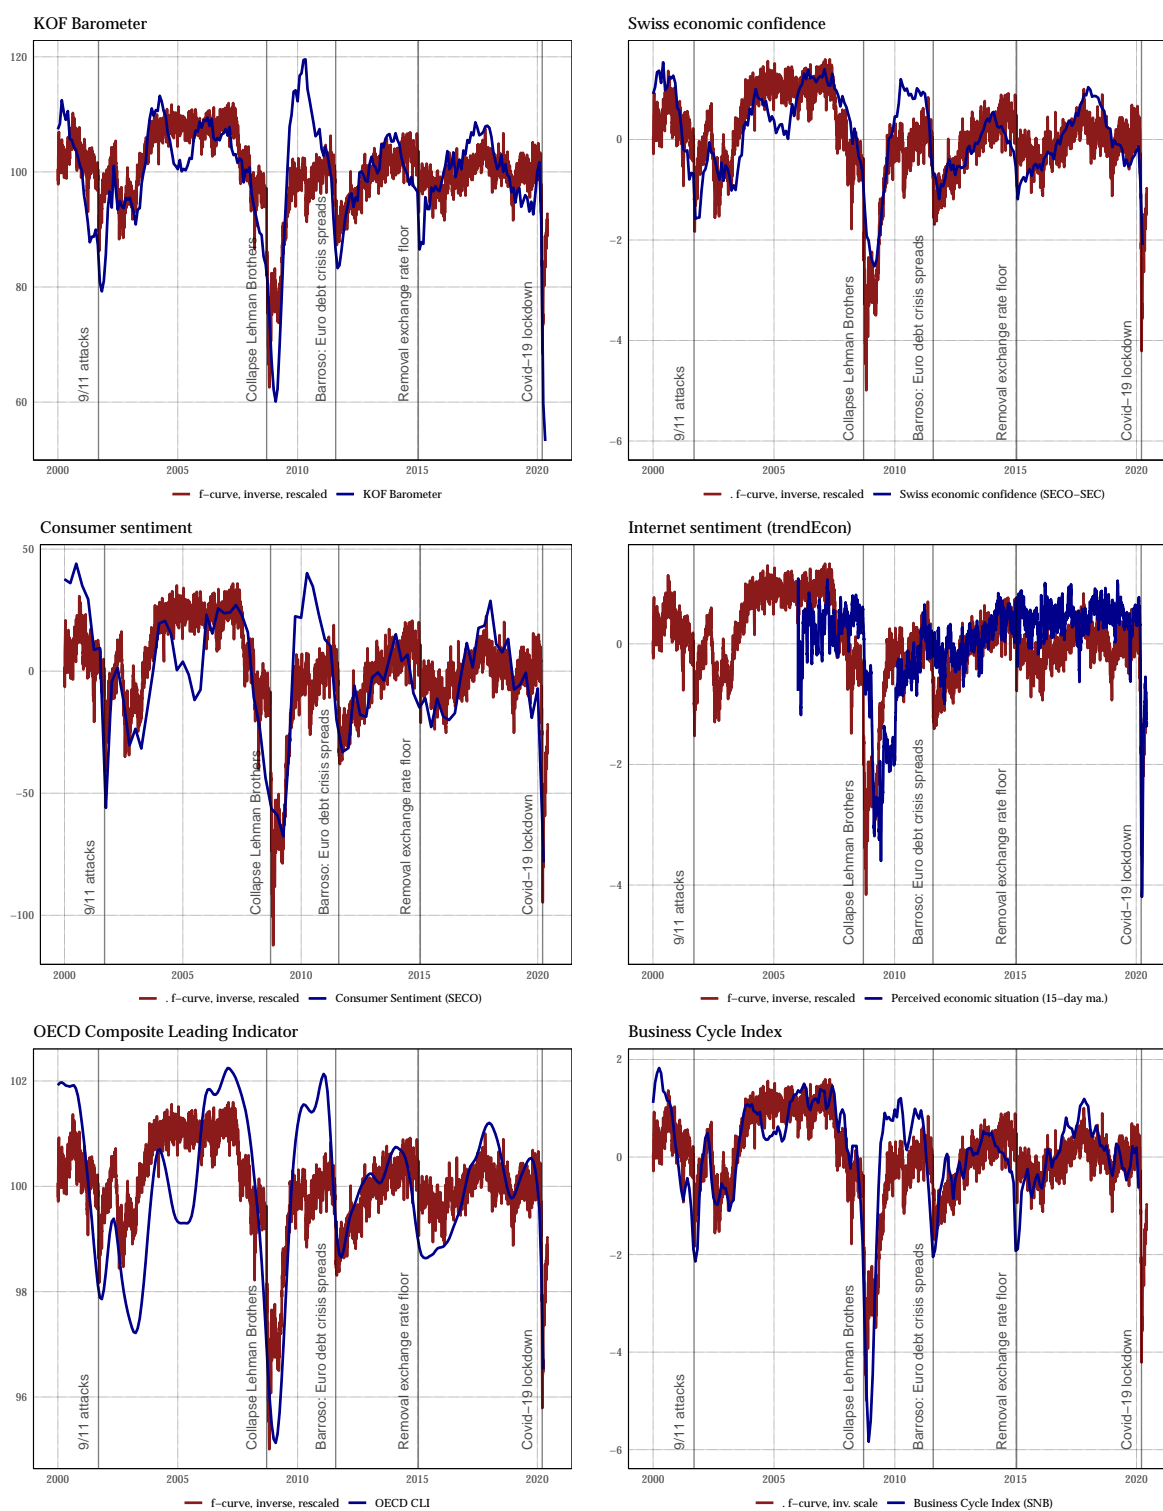 KOF Barometer
120
100
80
60
9/11 attacks
Collapse Lehman Brothers
Barroso: Euro debt crisis spreads
Removal exchange rate floor
Covid−19 lockdown
2000 2005 2010 2015 2020
f−curve, inverse, rescaled KOF Barometer
Swiss economic confidence
0
−2
−4
−6
9/11 attacks
Collapse Lehman Brothers
Barroso: Euro debt crisis spreads
Removal exchange rate floor
Covid−19 lockdown
2000 2005 2010 2015 2020
. f−curve, inverse, rescaled Swiss economic confidence (SECO−SEC)
Consumer sentiment
50
0
−50
−100
9/11 attacks
Collapse Lehman Brothers
Barroso: Euro debt crisis spreads
Removal exchange rate floor
Covid−19 lockdown
2000 2005 2010 2015 2020
. f−curve, inverse, rescaled Consumer Sentiment (SECO)
Internet sentiment (trendEcon)
0
−2
−4
9/11 attacks
Collapse Lehman Brothers
Barroso: Euro debt crisis spreads
Removal exchange rate floor
Covid−19 lockdown
2000 2005 2010 2015 2020
f−curve, inverse, rescaled Perceived economic situation (15−day ma.)
OECD Composite Leading Indicator
102
100
98
96
9/11 attacks
Collapse Lehman Brothers
Barroso: Euro debt crisis spreads
Removal exchange rate floor
Covid−19 lockdown
2000 2005 2010 2015 2020
f−curve, inverse, rescaled OECD CLI
Business Cycle Index
2
0
−2
−4
−6
9/11 attacks
Collapse Lehman Brothers
Barroso: Euro debt crisis spreads
Removal exchange rate floor
Covid−19 lockdown
2000 2005 2010 2015 2020
. f−curve, inv. scale Business Cycle Index (SNB)